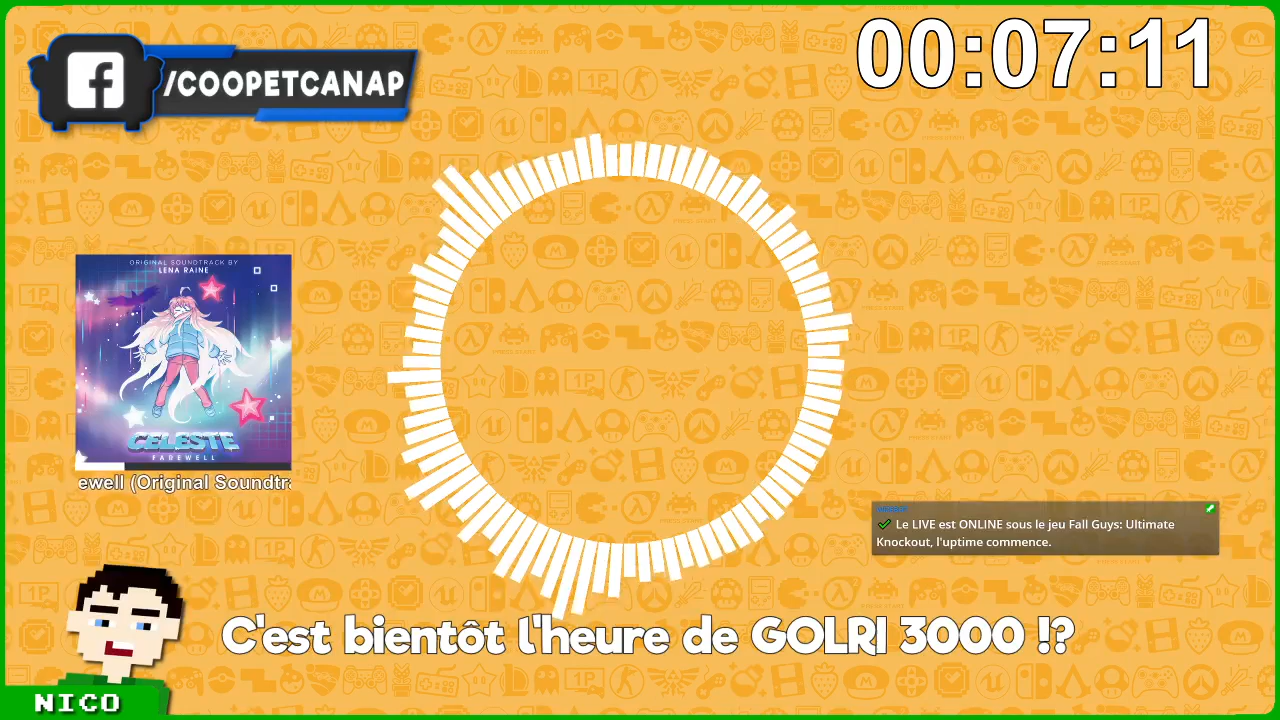 /COOPETCANAP
00:07:11
ORIGINAL SOUNDTRACK BY
LENA RAINE
CELESTE
FAREWELL
ewell (Original Soundtra
Le LIVE est ONLINE sous le jeu Fall Guys: Ultimate
Knockout, l'uptime commence.
C'est bientôt l'heure de GOLRI 3000 !?
NICO